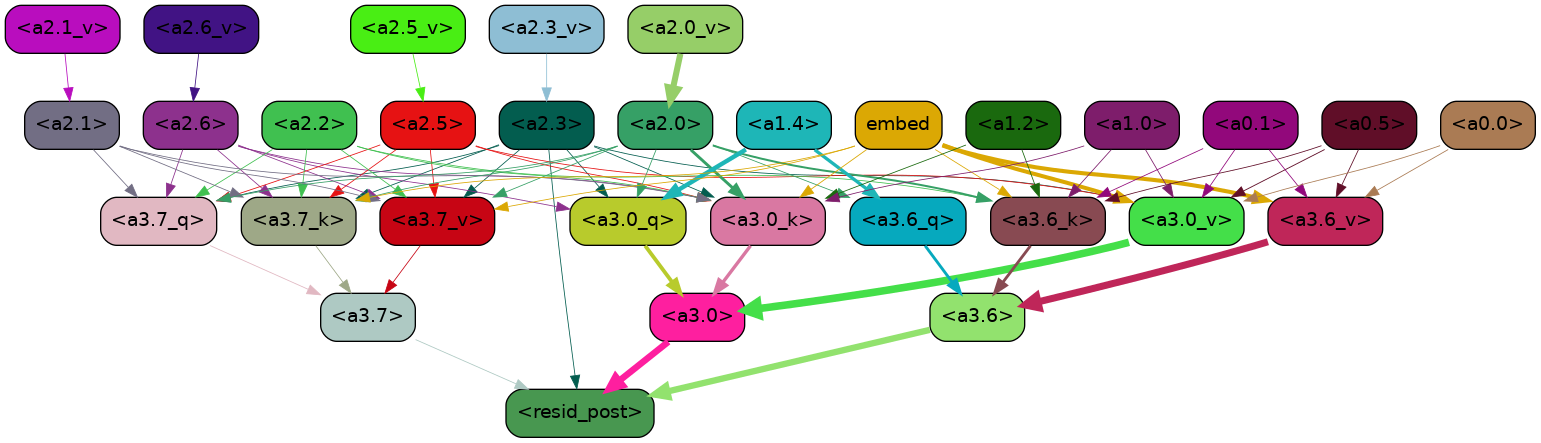 <a2.1_v> <a2.6_v> <a2.5_v> <a2.3_v> <a2.0_v>
<a2.1> <a2.6> <a2.2> <a2.5> <a2.3> <a2.0> <a1.4> embed <a1.2> <a1.0> <a0.1> <a0.5> <a0.0>
<a3.7_q> <a3.7_k> <a3.7_v> <a3.0_q> <a3.0_k> <a3.6_q> <a3.6_k> <a3.0_v> <a3.6_v>
<a3.7> <a3.0> <a3.6>
<resid_post>